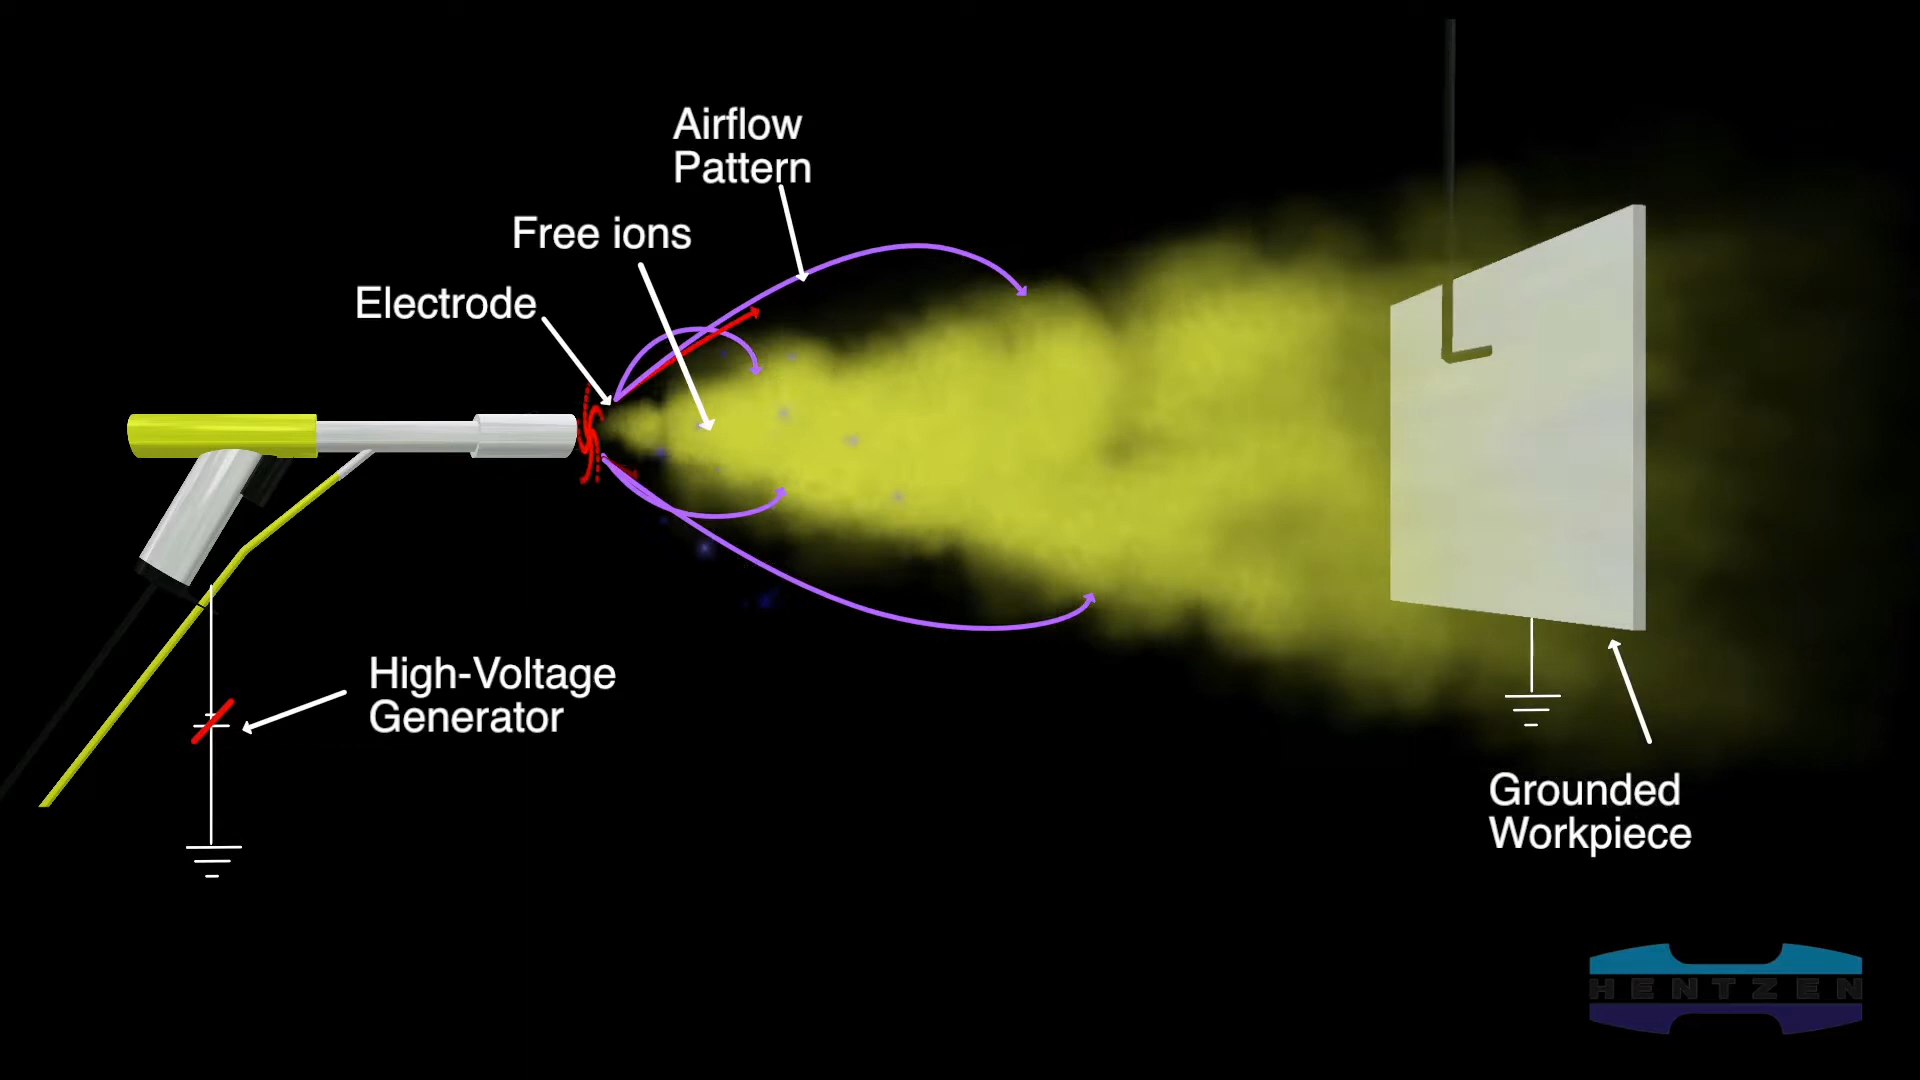 Airflow
Pattern
Free ions
Electrode
High-Voltage
Generator
Grounded
Workpiece
HENTZEN